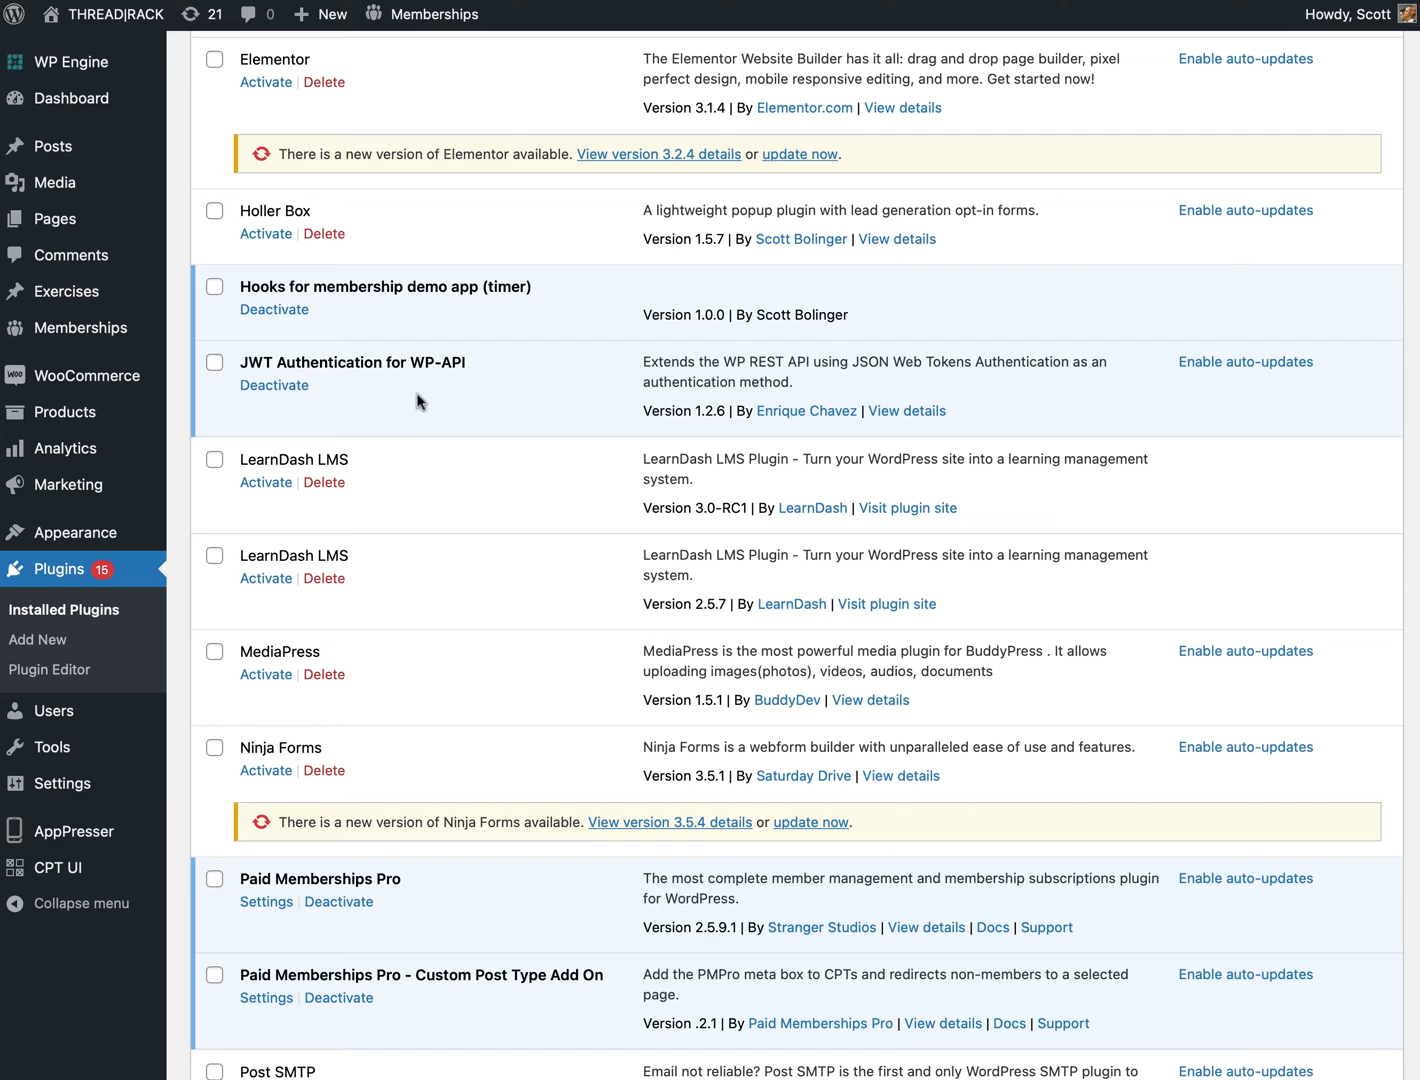 THREAD|RACK 21 0 New Memberships Howdy, Scott
WP Engine
Dashboard
Posts
Media
Pages
Comments
Exercises
Memberships
Woo WooCommerce
Products
Analytics
Marketing
Appearance
Plugins 15
Installed Plugins
Add New
Plugin Editor
Users
Tools
Settings
AppPresser
CPT UI
Collapse menu
Elementor
Activate | Delete
The Elementor Website Builder has it all: drag and drop page builder, pixel
perfect design, mobile responsive editing, and more. Get started now!
Version 3.1.4 | By Elementor.com | View details
Enable auto-updates
There is a new version of Elementor available. View version 3.2.4 details or update now.
Holler Box
Activate | Delete
A lightweight popup plugin with lead generation opt-in forms.
Version 1.5.7 | By Scott Bolinger | View details
Enable auto-updates
Hooks for membership demo app (timer)
Deactivate
Version 1.0.0 | By Scott Bolinger
JWT Authentication for WP-API
Deactivate
Extends the WP REST API using JSON Web Tokens Authentication as an
authentication method.
Version 1.2.6 | By Enrique Chavez | View details
Enable auto-updates
LearnDash LMS
Activate | Delete
LearnDash LMS Plugin - Turn your WordPress site into a learning management
system.
Version 3.0-RC1 | By LearnDash | Visit plugin site
LearnDash LMS
Activate | Delete
LearnDash LMS Plugin - Turn your WordPress site into a learning management
system.
Version 2.5.7 | By LearnDash | Visit plugin site
MediaPress
Activate | Delete
MediaPress is the most powerful media plugin for BuddyPress . It allows
uploading images(photos), videos, audios, documents
Version 1.5.1 | By BuddyDev | View details
Enable auto-updates
Ninja Forms
Activate | Delete
Ninja Forms is a webform builder with unparalleled ease of use and features.
Version 3.5.1 | By Saturday Drive | View details
Enable auto-updates
There is a new version of Ninja Forms available. View version 3.5.4 details or update now.
Paid Memberships Pro
Settings | Deactivate
The most complete member management and membership subscriptions plugin
for WordPress.
Version 2.5.9.1 | By Stranger Studios | View details | Docs | Support
Enable auto-updates
Paid Memberships Pro - Custom Post Type Add On
Settings | Deactivate
Add the PMPro meta box to CPTs and redirects non-members to a selected
page.
Version .2.1 | By Paid Memberships Pro | View details | Docs | Support
Enable auto-updates
Post SMTP
Email not reliable? Post SMTP is the first and only WordPress SMTP plugin to
Enable auto-updates